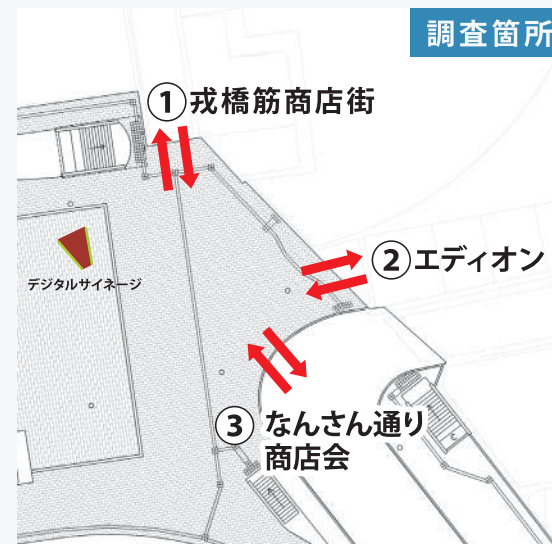 調査箇所
①戎橋筋商店街
②エディオン
デジタルサイネージ
③なんさん通り
商店会